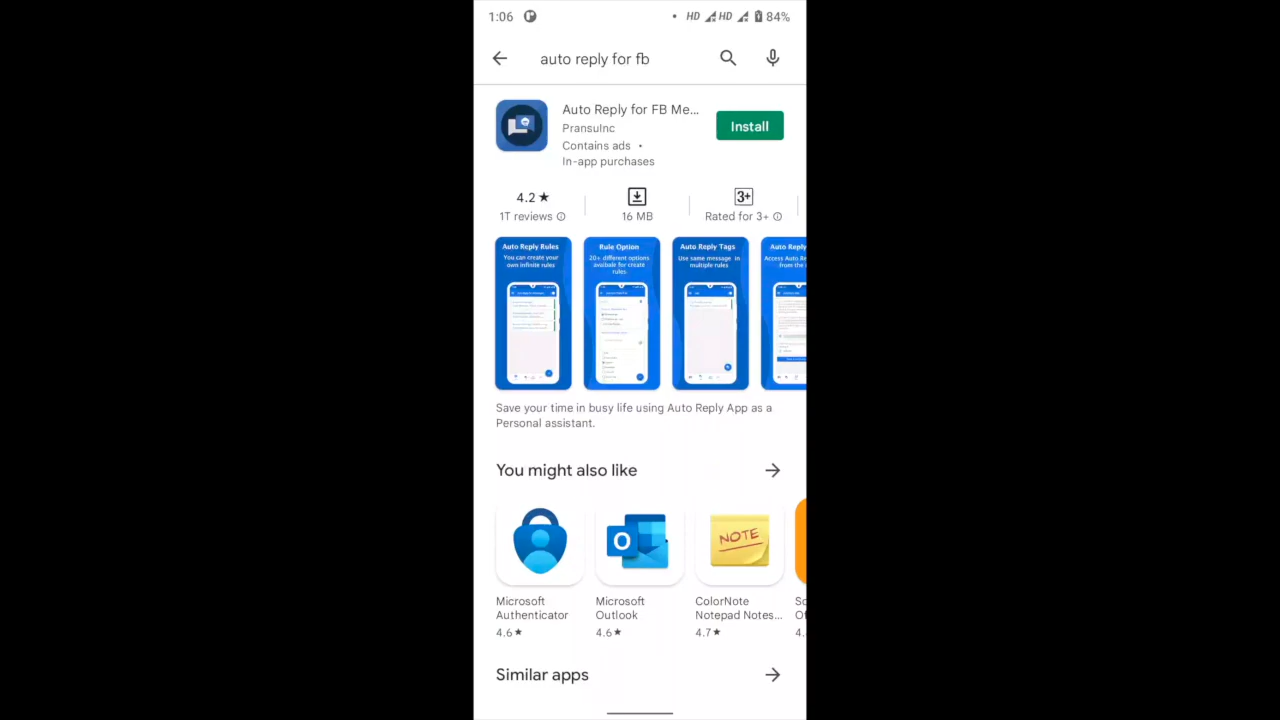 1:06
HD HD 84%
auto reply for fb
Auto Reply for FB Me...
PransuInc
Contains ads •
In-app purchases
Install
4.2 ★
1T reviews
16 MB
3+
Rated for 3+
Auto Reply Rules
You can create your
own infinite rules
Rule Option
20+ different options
available for create
rules.
Auto Reply Tags
Use same message in
multiple rules
Auto Reply
Access Auto Re
from the
Save your time in busy life using Auto Reply App as a
Personal assistant.
You might also like
NOTE
Microsoft
Authenticator
4.6★
Microsoft
Outlook
4.6★
ColorNote
Notepad Notes...
4.7★
Similar apps